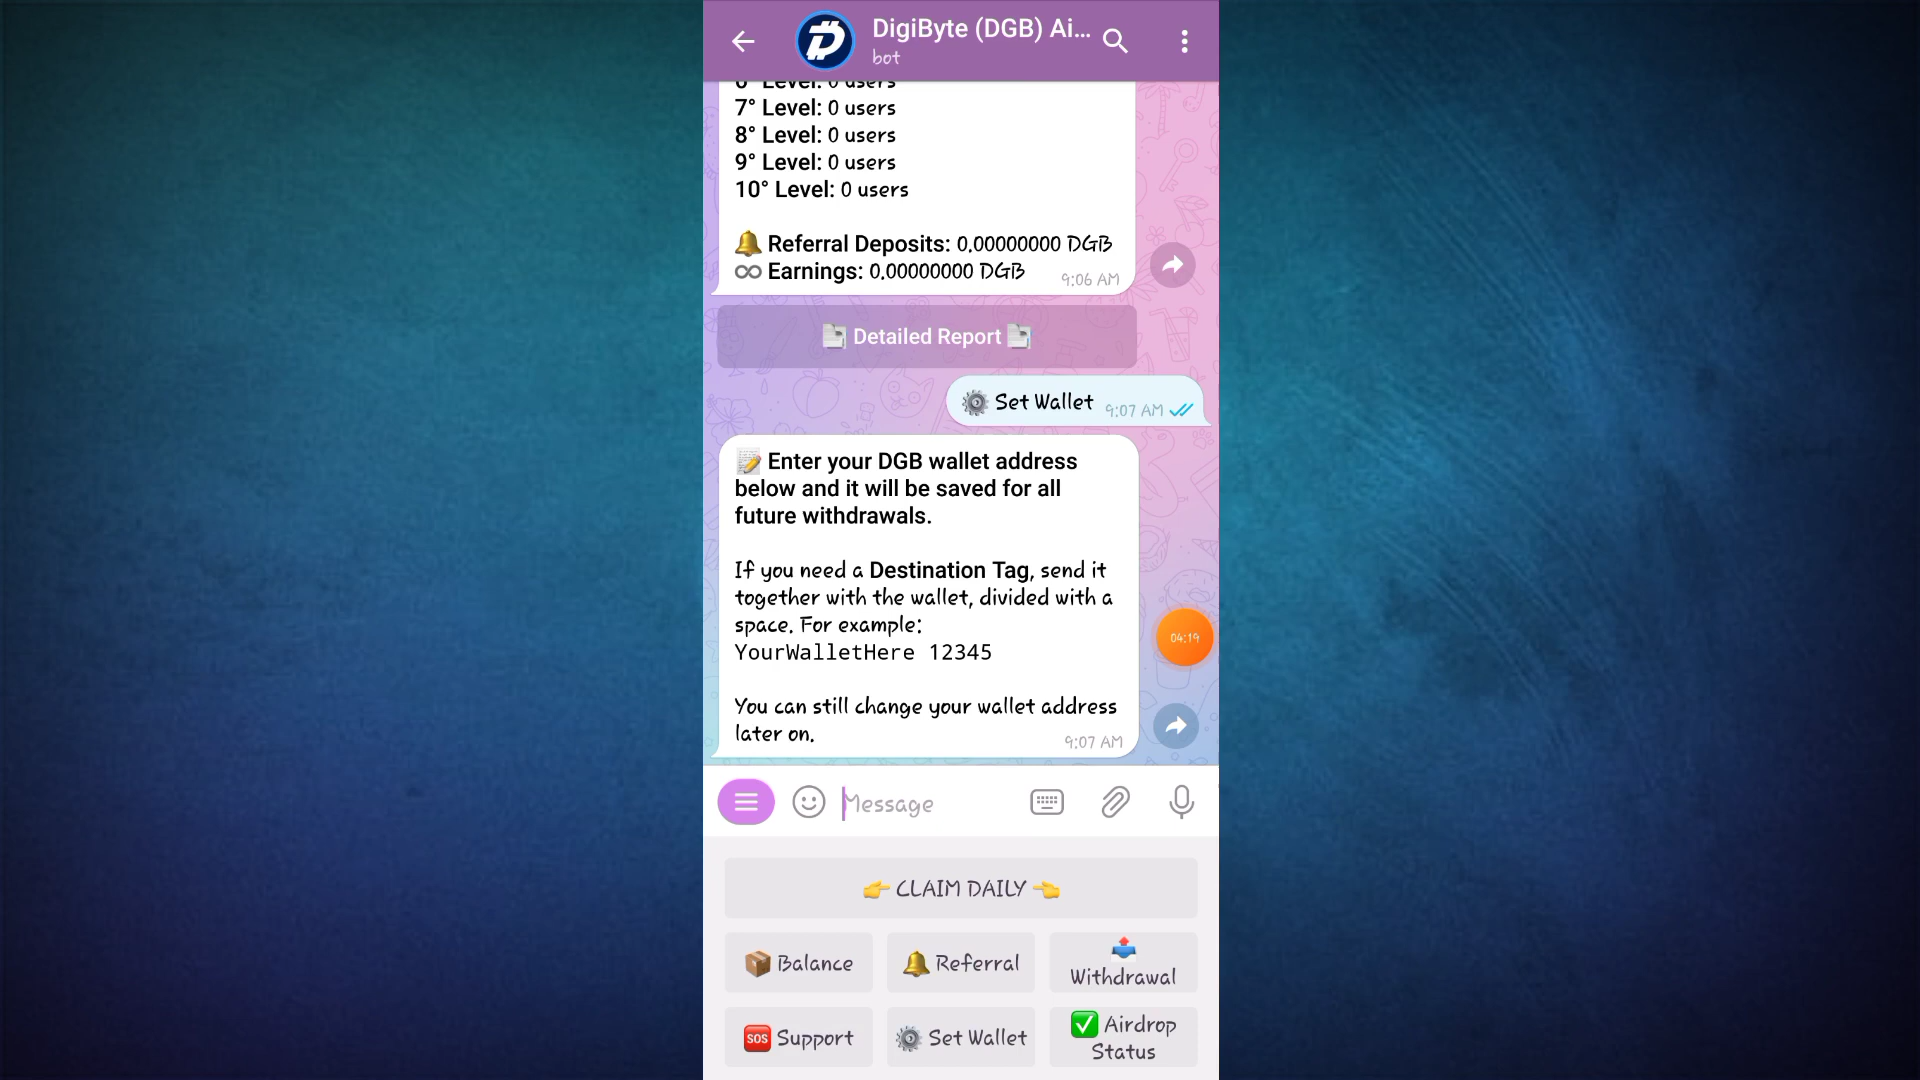 DigiByte (DGB) Ai...
bot
6° Level: 0 users
7° Level: 0 users
8° Level: 0 users
9° Level: 0 users
10° Level: 0 users
🔔 Referral Deposits: 0,00000000 DGB
♾ Earnings: 0,00000000 DGB
9:06 AM
Detailed Report
⚙ Set Wallet 9:07 AM
📝 Enter your DGB wallet address
below and it will be saved for all
future withdrawals.
If you need a Destination Tag, send it
together with the wallet, divided with a
space. For example:
YourWalletHere 12345
04:19
You can still change your wallet address
later on.
9:07 AM
Message
👉 CLAIM DAILY 👈
📦 Balance
🔔 Referral
📤 Withdrawal
🆘 Support
⚙ Set Wallet
✅ Airdrop
Status